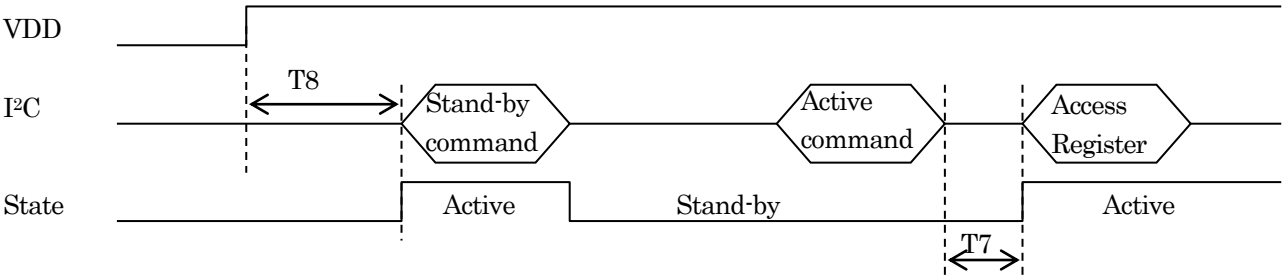 VDD
T8
I²C
Stand-by
command
Active
command
Access
Register
State
Active
Stand-by
Active
T7